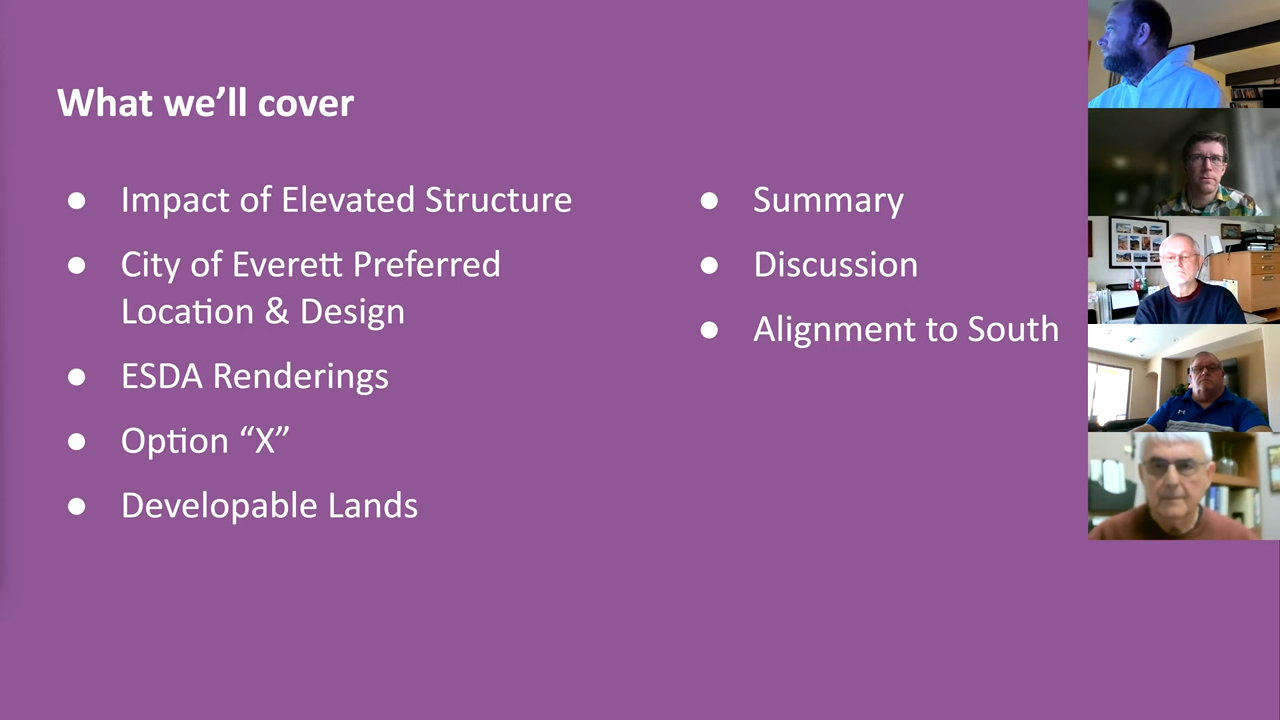 What we’ll cover
● Impact of Elevated Structure
● City of Everett Preferred
Location & Design
● ESDA Renderings
● Option “X”
● Developable Lands
● Summary
● Discussion
● Alignment to South